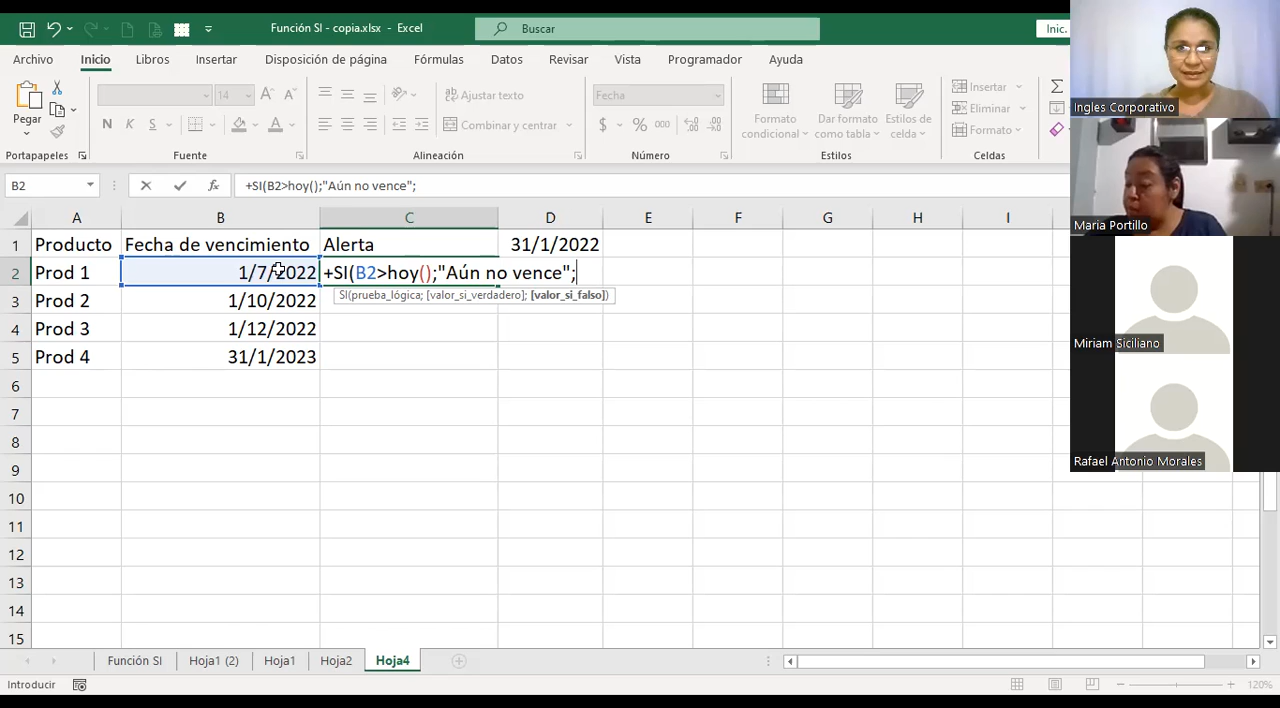 Función SI - copia.xlsx - Excel
Buscar
Inic.
Archivo Inicio Libros Insertar Disposición de página Fórmulas Datos Revisar Vista Programador Ayuda
Pegar
14
N K S
Ajustar texto
Combinar y centrar
Fecha
$ % 000
Formato condicional
Dar formato como tabla
Estilos de celda
Insertar
Eliminar
Formato
Portapapeles Fuente Alineación Número Estilos Celdas
B2
+SI(B2>hoy();"Aún no vence";
A B C D E F G H I
1 Producto Fecha de vencimiento Alerta 31/1/2022
2 Prod 1 1/7/2022 +SI(B2>hoy();"Aún no vence";
SI(prueba_lógica; [valor_si_verdadero]; [valor_si_falso])
3 Prod 2 1/10/2022
4 Prod 3 1/12/2022
5 Prod 4 31/1/2023
6
7
8
9
10
11
12
13
14
15
Función SI Hoja1 (2) Hoja1 Hoja2 Hoja4
Introducir
120%
Ingles Corporativo
Maria Portillo
Miriam Siciliano
Rafael Antonio Morales